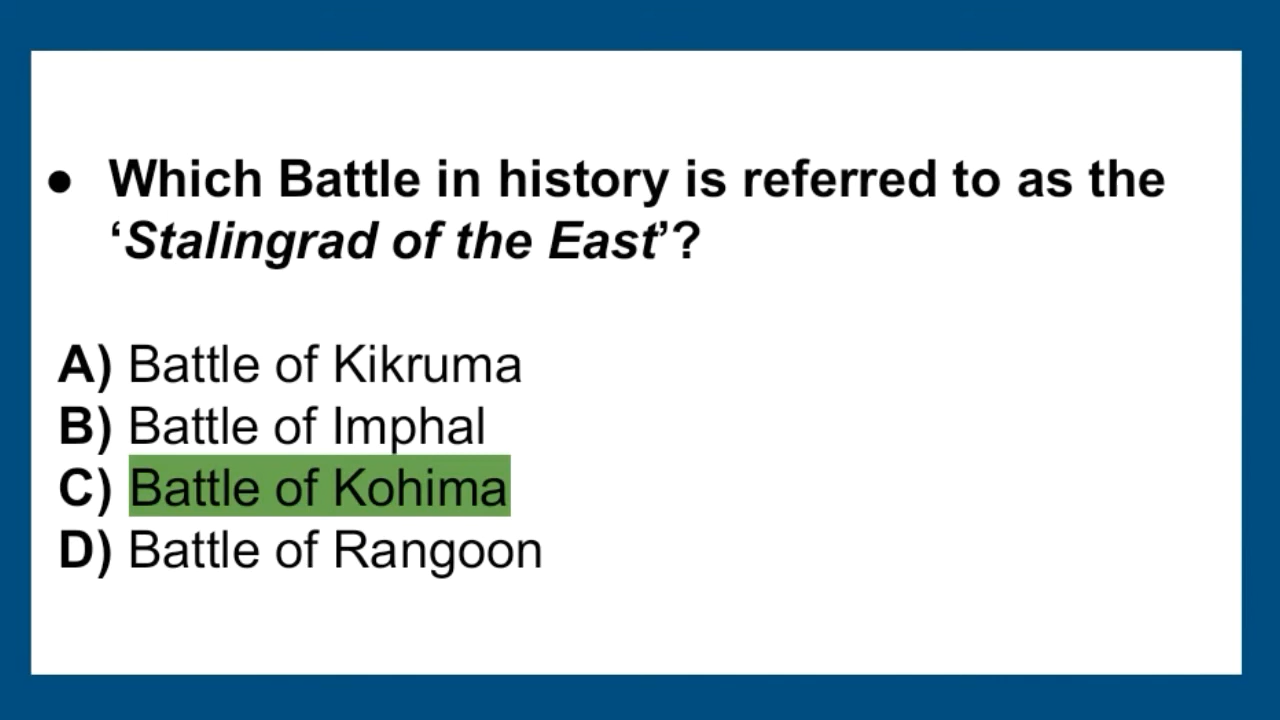 ● Which Battle in history is referred to as the
‘Stalingrad of the East’?
A) Battle of Kikruma
B) Battle of Imphal
C) Battle of Kohima
D) Battle of Rangoon